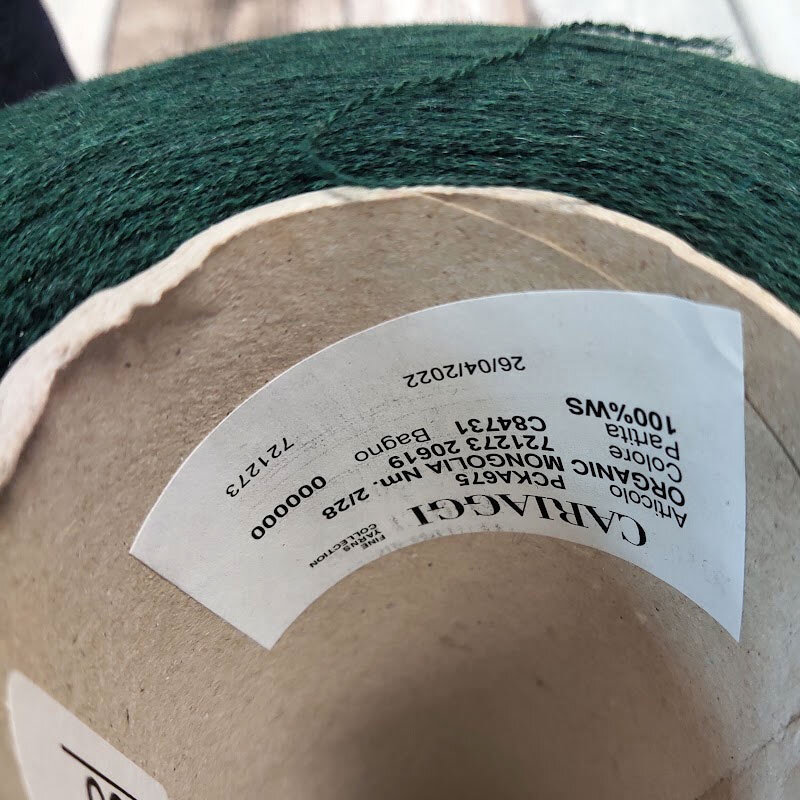 CARIAGGI FINE YARNS COLLECTION
Articolo PCKA675
ORGANIC MONGOLIA Nm. 2/28
Colore 721273 20619 000000
Partita C84731 Bagno
100%WS 721273
26/04/2022